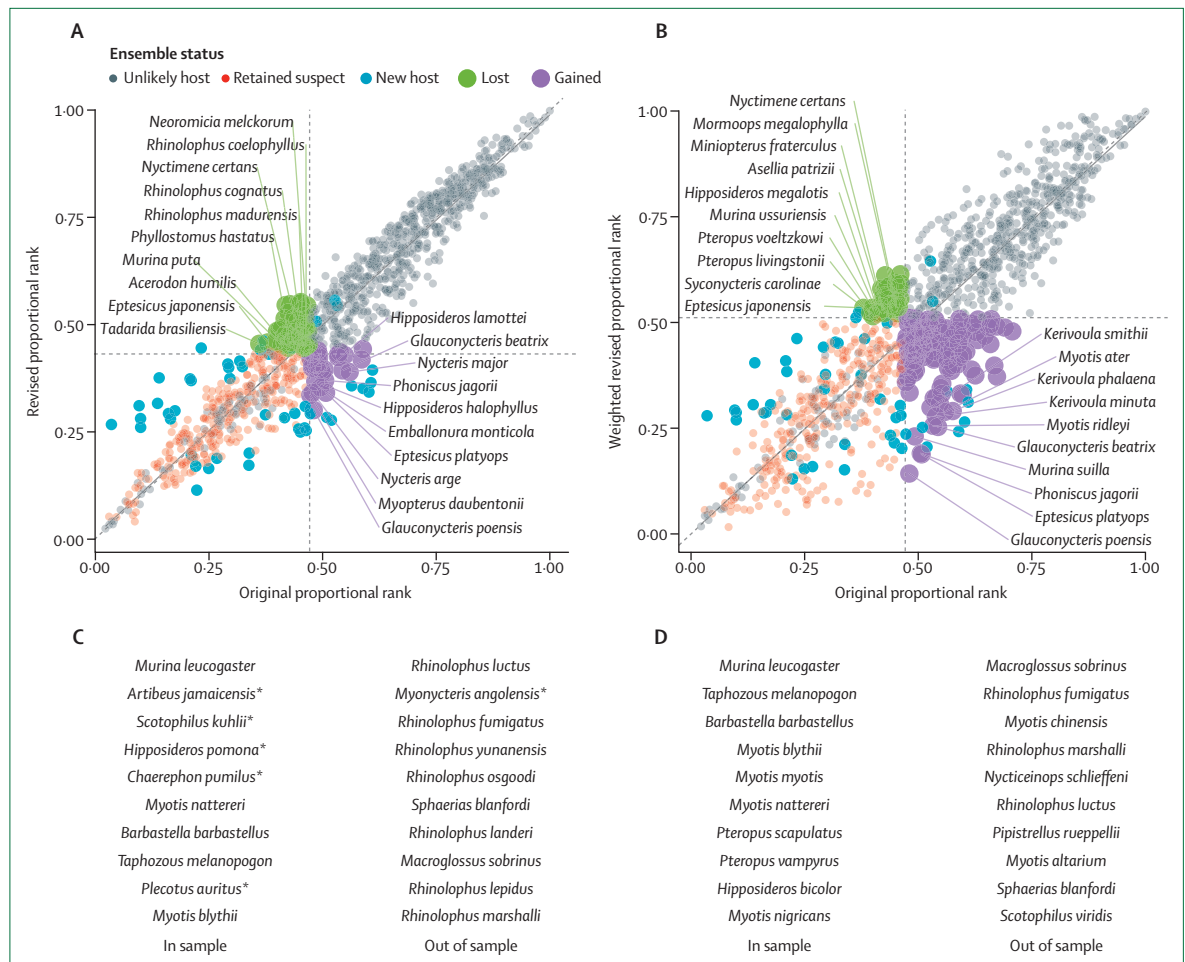 A
B
Ensemble status
Unlikely host Retained suspect New host Lost Gained
1·00
0·75
0·50
0·25
0·00
Revised proportional rank
Neoromicia melckorum
Rhinolophus coelophyllus
Nyctimene certans
Rhinolophus cognatus
Rhinolophus madurensis
Phyllostomus hastatus
Murina puta
Acerodon humilis
Eptesicus japonensis
Tadarida brasiliensis
Hipposideros lamottei
Glauconycteris beatrix
Nycteris major
Phoniscus jagorii
Hipposideros halophyllus
Emballonura monticola
Eptesicus platyops
Nycteris arge
Myopterus daubentonii
Glauconycteris poensis
0·00 0·25 0·50 0·75 1·00
Original proportional rank
1·00
0·75
0·50
0·25
0·00
Weighted revised proportional rank
Nyctimene certans
Mormoops megalophylla
Miniopterus fraterculus
Asellia patrizii
Hipposideros megalotis
Murina ussuriensis
Pteropus voeltzkowi
Pteropus livingstonii
Syconycteris carolinae
Eptesicus japonensis
Kerivoula smithii
Myotis ater
Kerivoula phalaena
Kerivoula minuta
Myotis ridleyi
Glauconycteris beatrix
Murina suilla
Phoniscus jagorii
Eptesicus platyops
Glauconycteris poensis
0·00 0·25 0·50 0·75 1·00
Original proportional rank
C
Murina leucogaster
Artibeus jamaicensis*
Scotophilus kuhlii*
Hipposideros pomona*
Chaerephon pumilus*
Myotis nattereri
Barbastella barbastellus
Taphozous melanopogon
Plecotus auritus*
Myotis blythii
In sample
Rhinolophus luctus
Myonycteris angolensis*
Rhinolophus fumigatus
Rhinolophus yunanensis
Rhinolophus osgoodi
Sphaerias blanfordi
Rhinolophus landeri
Macroglossus sobrinus
Rhinolophus lepidus
Rhinolophus marshalli
Out of sample
D
Murina leucogaster
Taphozous melanopogon
Barbastella barbastellus
Myotis blythii
Myotis myotis
Myotis nattereri
Pteropus scapulatus
Pteropus vampyrus
Hipposideros bicolor
Myotis nigricans
In sample
Macroglossus sobrinus
Rhinolophus fumigatus
Myotis chinensis
Rhinolophus marshalli
Nycticeinops schlieffeni
Rhinolophus luctus
Pipistrellus rueppellii
Myotis altarium
Sphaerias blanfordi
Scotophilus viridis
Out of sample